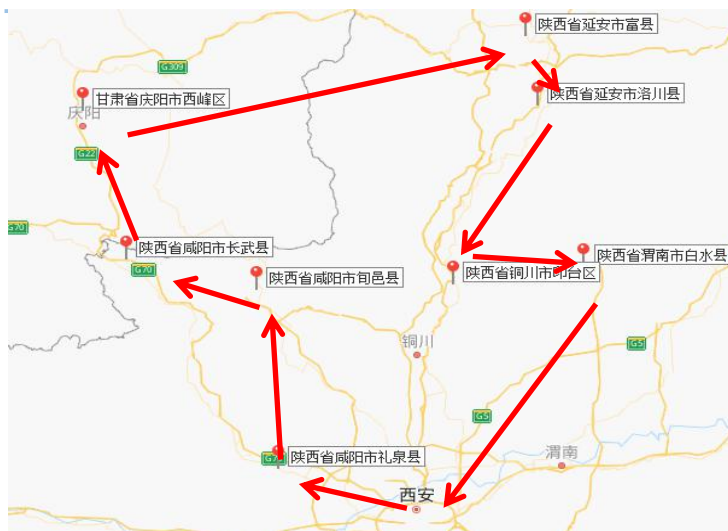 陕西省延安市富县
G309
甘肃省庆阳市西峰区
陕西省延安市洛川县
庆阳
G22
G70
陕西省咸阳市长武县
陕西省渭南市白水县
G70
陕西省咸阳市旬邑县
陕西省铜川市印台区
铜川
G5
G5
渭南
陕西省咸阳市礼泉县
西安